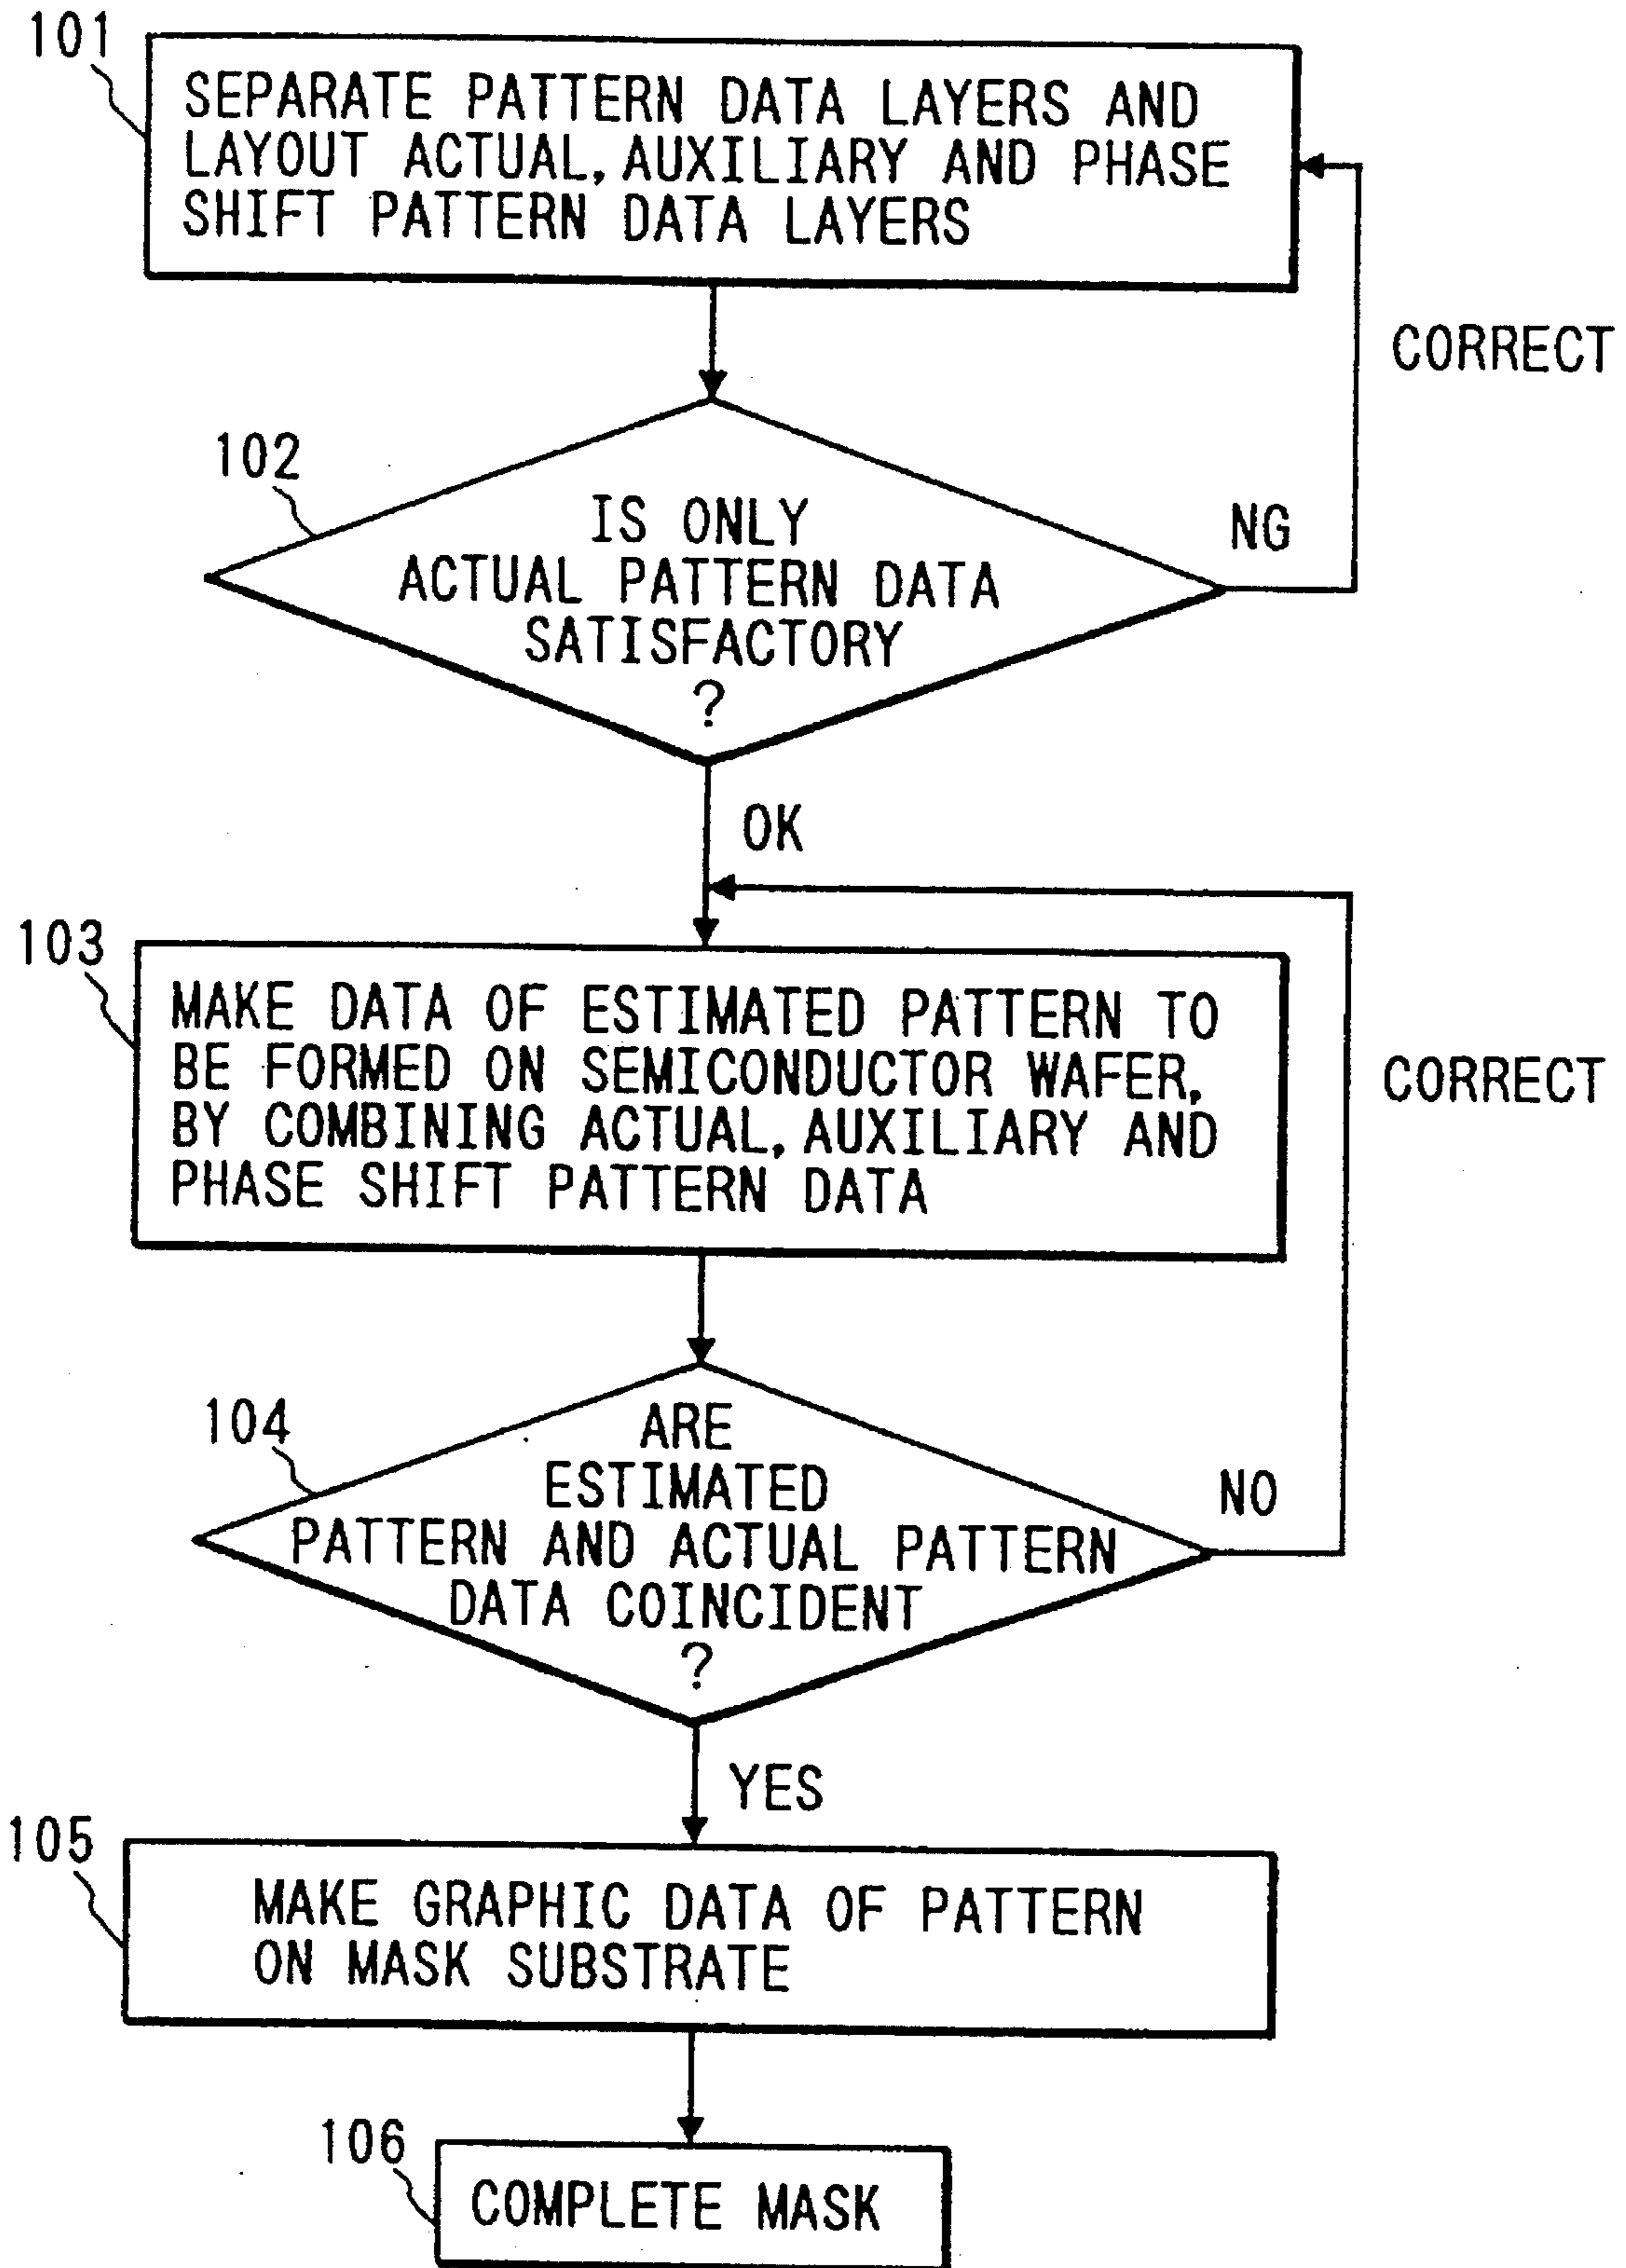 101
SEPARATE PATTERN DATA LAYERS AND
LAYOUT ACTUAL, AUXILIARY AND PHASE
SHIFT PATTERN DATA LAYERS
CORRECT
102
IS ONLY
ACTUAL PATTERN DATA
SATISFACTORY
?
NG
OK
103
MAKE DATA OF ESTIMATED PATTERN TO
BE FORMED ON SEMICONDUCTOR WAFER,
BY COMBINING ACTUAL, AUXILIARY AND
PHASE SHIFT PATTERN DATA
CORRECT
104
ARE
ESTIMATED
PATTERN AND ACTUAL PATTERN
DATA COINCIDENT
?
NO
YES
105
MAKE GRAPHIC DATA OF PATTERN
ON MASK SUBSTRATE
106
COMPLETE MASK